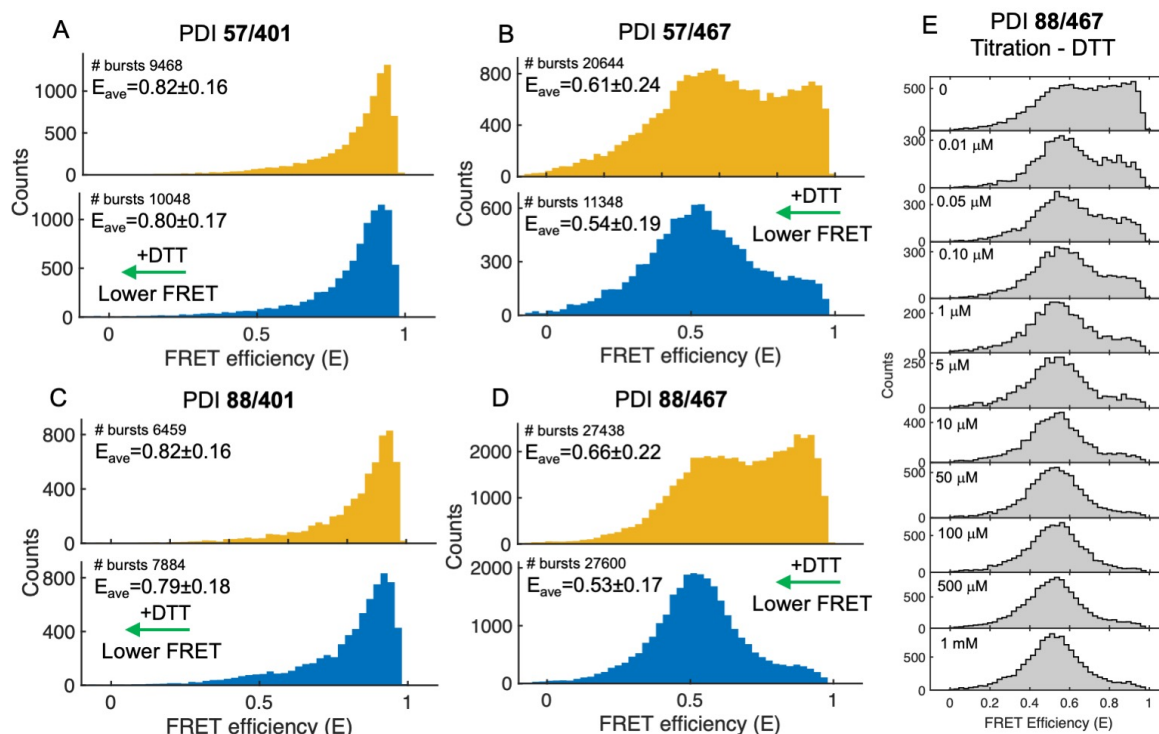 A
PDI 57/401
# bursts 9468
Eave=0.82±0.16
1000
500
0
# bursts 10048
Eave=0.80±0.17
1000
+DTT
500
Lower FRET
0
0
0.5
1
Counts
FRET efficiency (E)
B
PDI 57/467
# bursts 20644
Eave=0.61±0.24
800
400
0
# bursts 11348
Eave=0.54±0.19
+DTT
Lower FRET
600
300
0
0
0.5
1
Counts
FRET efficiency (E)
C
PDI 88/401
# bursts 6459
Eave=0.82±0.16
800
400
0
# bursts 7884
Eave=0.79±0.18
800
+DTT
400
Lower FRET
0
0
0.5
1
Counts
FRET efficiency (E)
D
PDI 88/467
# bursts 27438
Eave=0.66±0.22
2000
1000
0
# bursts 27600
Eave=0.53±0.17
+DTT
Lower FRET
2000
1000
0
0
0.5
1
Counts
FRET efficiency (E)
E
PDI 88/467
Titration - DTT
500
0
0
300
0.01 µM
0
300
0.05 µM
0
300
0.10 µM
0
200
1 µM
0
250
5 µM
0
400
10 µM
0
500
50 µM
0
500
100 µM
0
500
500 µM
0
500
1 mM
0
0
0.2
0.4
0.6
0.8
1
Counts
FRET Efficiency (E)